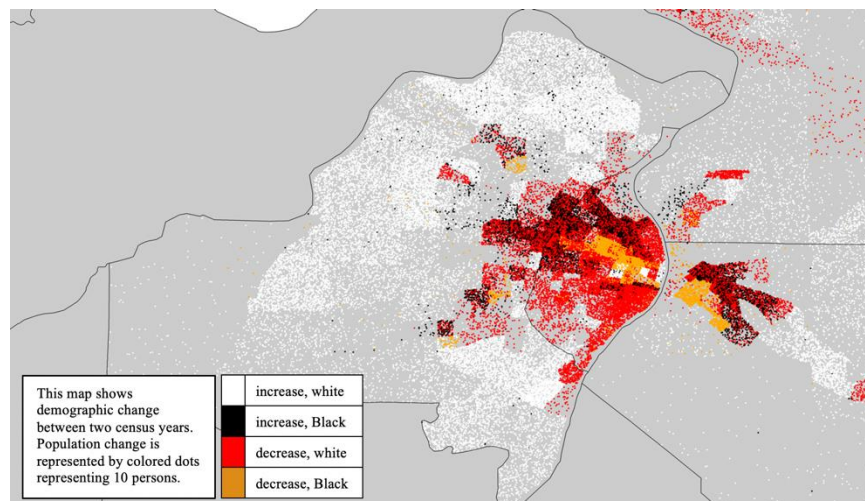 This map shows
demographic change
between two census years.
Population change is
represented by colored dots
representing 10 persons.
increase, white
increase, Black
decrease, white
decrease, Black